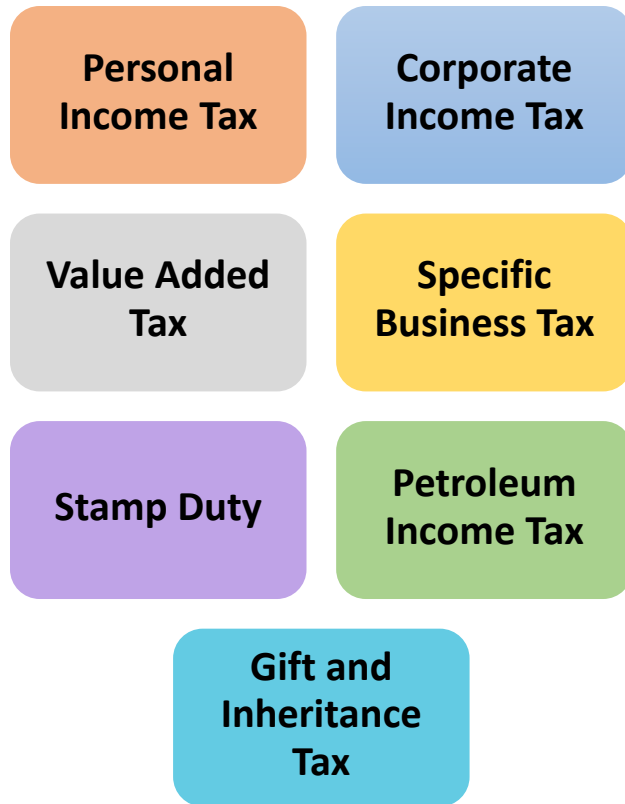 Personal
Income Tax
Corporate
Income Tax
Value Added
Tax
Specific
Business Tax
Stamp Duty
Petroleum
Income Tax
Gift and
Inheritance
Tax